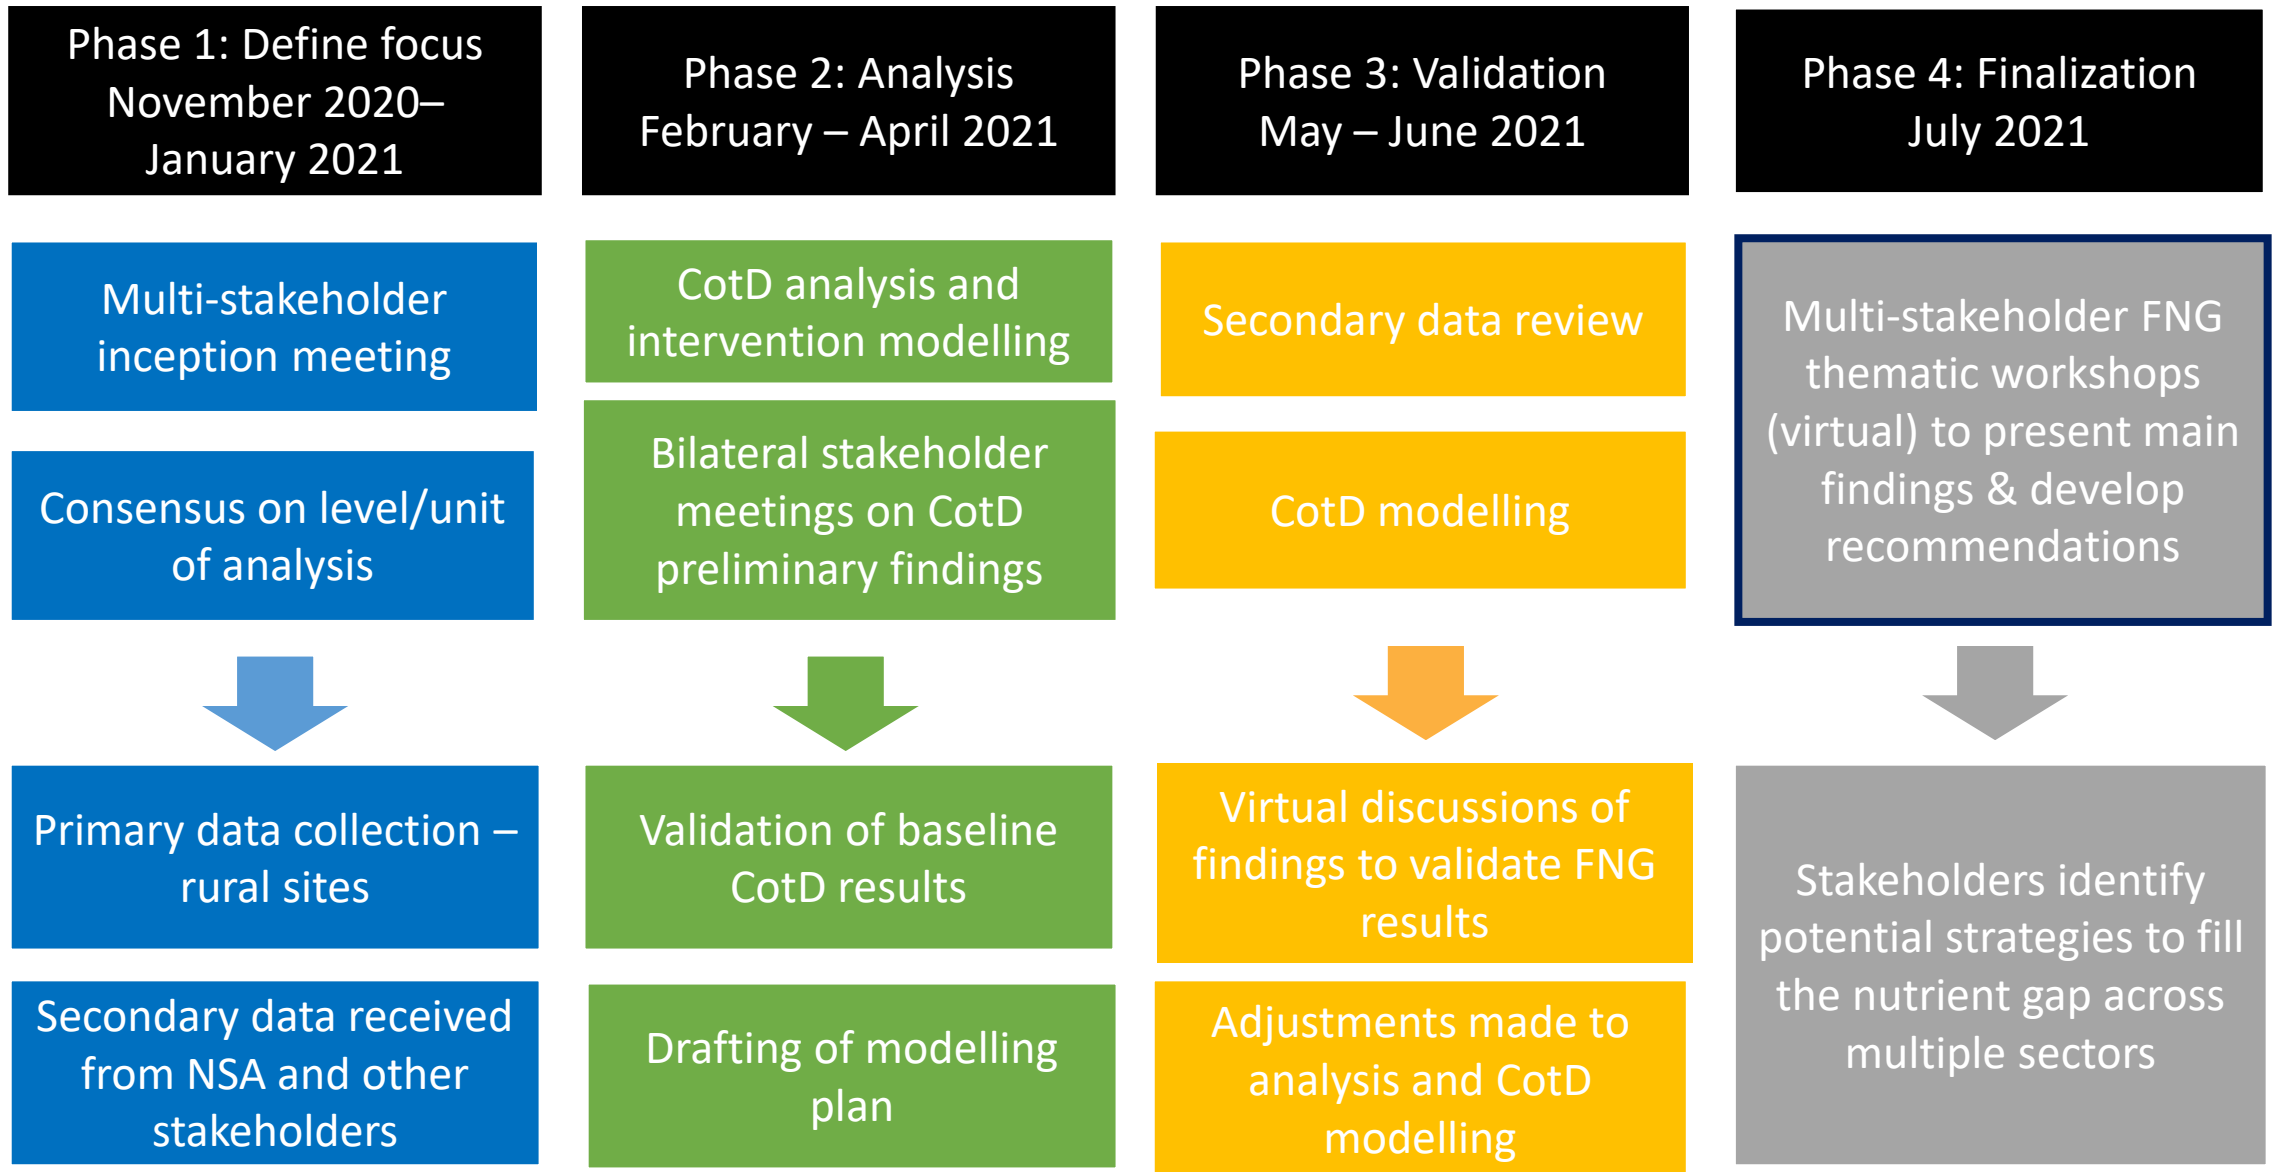 Phase 1: Define focus
November 2020–
January 2021
Multi-stakeholder
inception meeting
Consensus on level/unit
of analysis
Primary data collection –
rural sites
Secondary data received
from NSA and other
stakeholders
Phase 2: Analysis
February – April 2021
CotD analysis and
intervention modelling
Bilateral stakeholder
meetings on CotD
preliminary findings
Validation of baseline
CotD results
Drafting of modelling
plan
Phase 3: Validation
May – June 2021
Secondary data review
CotD modelling
Virtual discussions of
findings to validate FNG
results
Adjustments made to
analysis and CotD
modelling
Phase 4: Finalization
July 2021
Multi-stakeholder FNG
thematic workshops
(virtual) to present main
findings & develop
recommendations
Stakeholders identify
potential strategies to fill
the nutrient gap across
multiple sectors